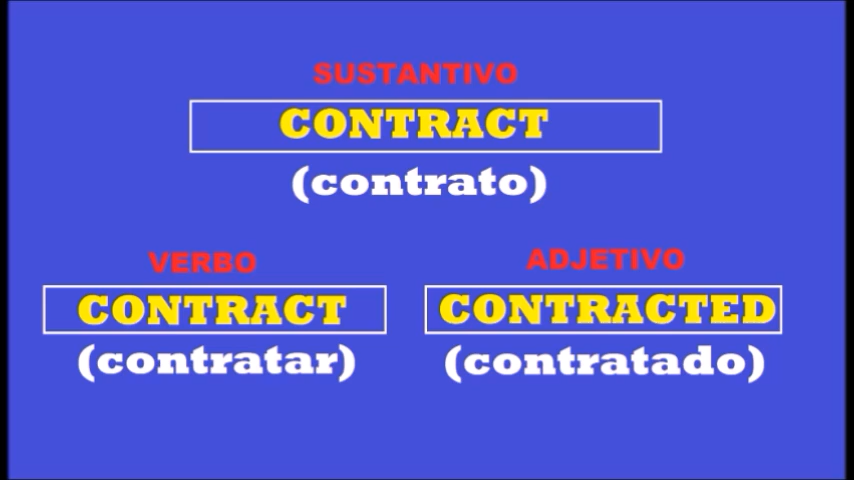 SUSTANTIVO
CONTRACT
(contrato)
VERBO
CONTRACT
(contratar)
ADJETIVO
CONTRACTED
(contratado)